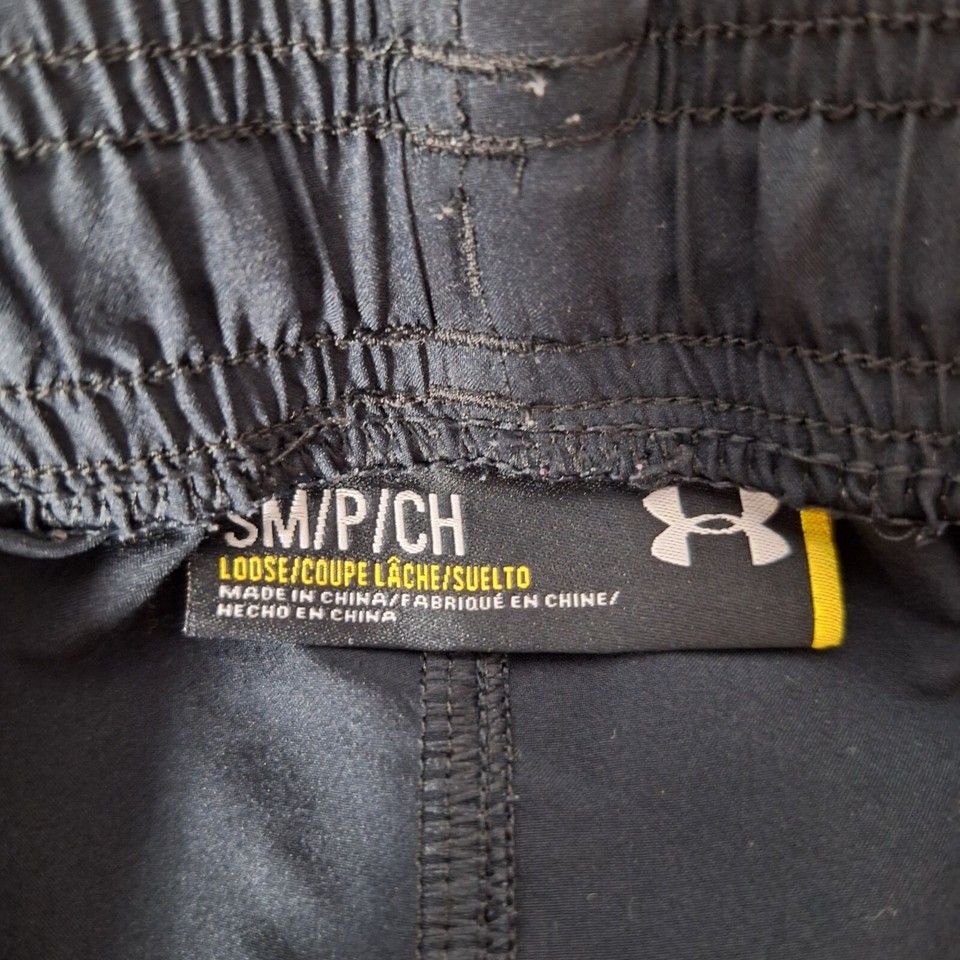 SM/P/CH
LOOSE/COUPE LÂCHE/SUELTO
MADE IN CHINA/FABRIQUÉ EN CHINE/
HECHO EN CHINA